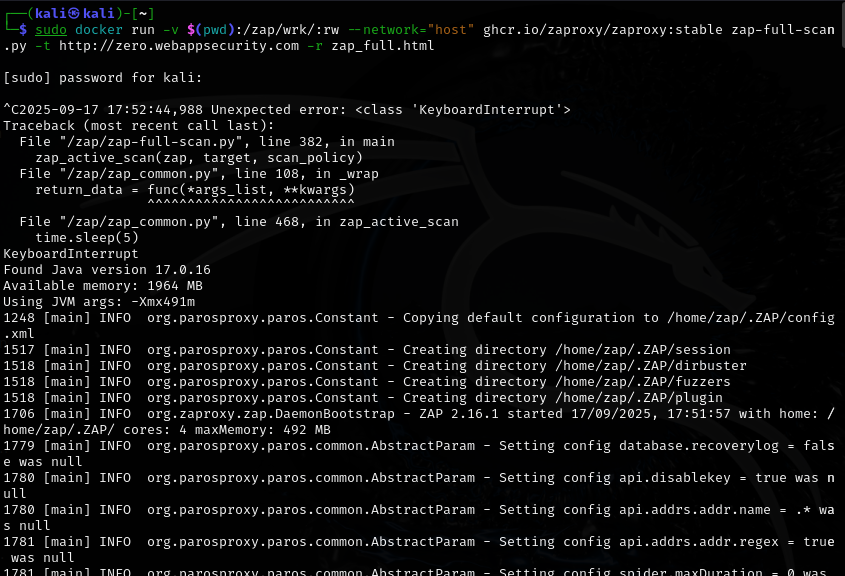 ┌──(kali㉿kali)-[~]
└─$ sudo docker run -v $(pwd):/zap/wrk/:rw --network="host" ghcr.io/zaproxy/zaproxy:stable zap-full-scan
.py -t http://zero.webappsecurity.com -r zap_full.html
[sudo] password for kali:
^C2025-09-17 17:52:44,988 Unexpected error: <class 'KeyboardInterrupt'>
Traceback (most recent call last):
  File "/zap/zap-full-scan.py", line 382, in main
    zap_active_scan(zap, target, scan_policy)
  File "/zap/zap_common.py", line 108, in _wrap
    return_data = func(*args_list, **kwargs)
                  ^^^^^^^^^^^^^^^^^^^^^^^^^^
  File "/zap/zap_common.py", line 468, in zap_active_scan
    time.sleep(5)
KeyboardInterrupt
Found Java version 17.0.16
Available memory: 1964 MB
Using JVM args: -Xmx491m
1248 [main] INFO  org.parosproxy.paros.Constant - Copying default configuration to /home/zap/.ZAP/config
.xml
1517 [main] INFO  org.parosproxy.paros.Constant - Creating directory /home/zap/.ZAP/session
1518 [main] INFO  org.parosproxy.paros.Constant - Creating directory /home/zap/.ZAP/dirbuster
1518 [main] INFO  org.parosproxy.paros.Constant - Creating directory /home/zap/.ZAP/fuzzers
1518 [main] INFO  org.parosproxy.paros.Constant - Creating directory /home/zap/.ZAP/plugin
1706 [main] INFO  org.zaproxy.zap.DaemonBootstrap - ZAP 2.16.1 started 17/09/2025, 17:51:57 with home: /
home/zap/.ZAP/ cores: 4 maxMemory: 492 MB
1779 [main] INFO  org.parosproxy.paros.common.AbstractParam - Setting config database.recoverylog = fals
e was null
1780 [main] INFO  org.parosproxy.paros.common.AbstractParam - Setting config api.disablekey = true was n
ull
1780 [main] INFO  org.parosproxy.paros.common.AbstractParam - Setting config api.addrs.addr.name = .* wa
s null
1781 [main] INFO  org.parosproxy.paros.common.AbstractParam - Setting config api.addrs.addr.regex = true
 was null
1781 [main] INFO  org.parosproxy.paros.common.AbstractParam - Setting config spider.maxDuration = 0 was